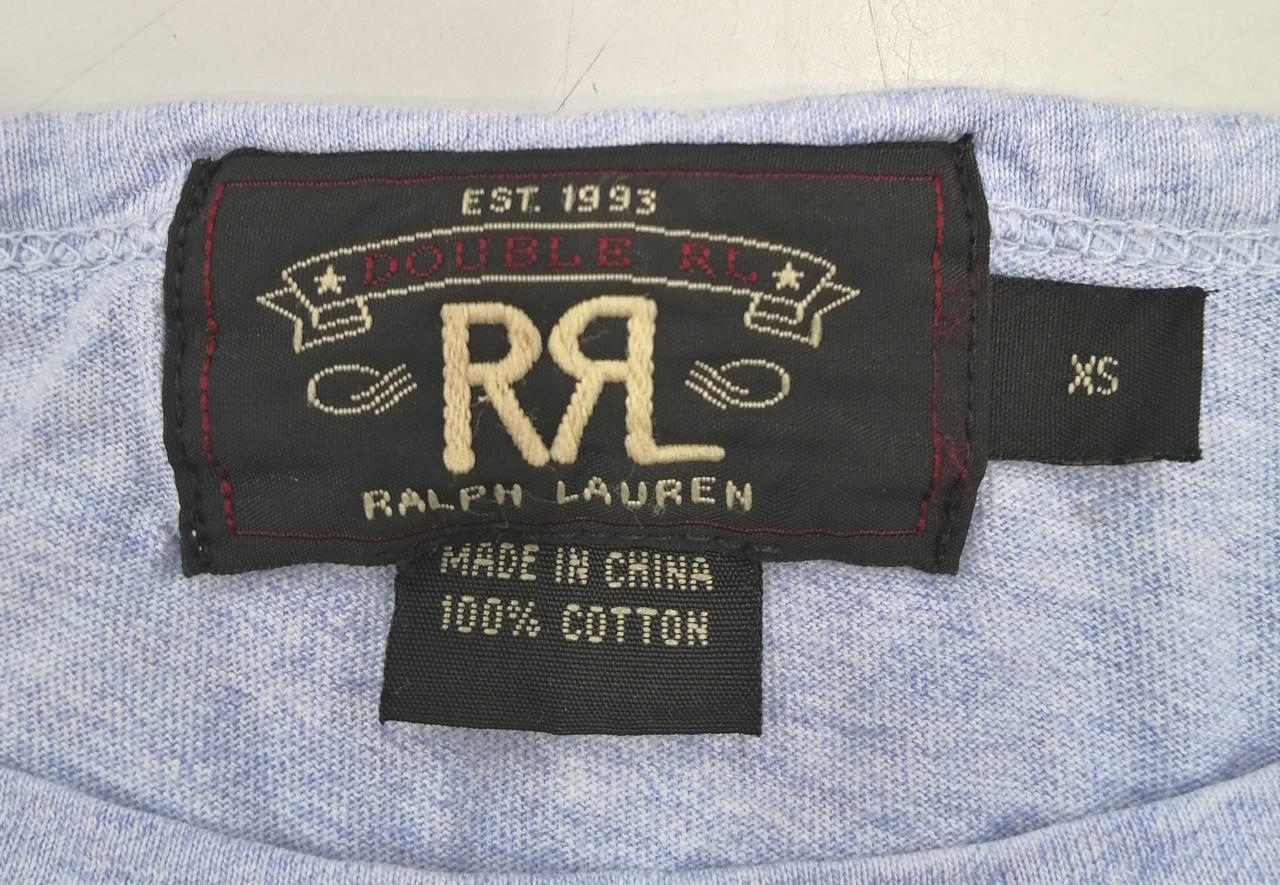 EST. 1993
DOUBLE RL
RRL
RALPH LAUREN
XS
MADE IN CHINA
100% COTTON